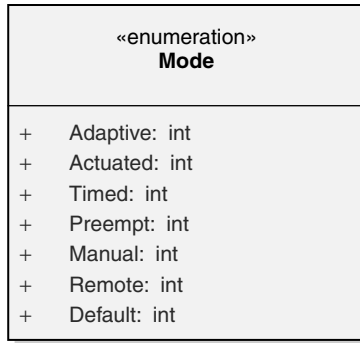 «enumeration»
Mode
+ Adaptive: int
+ Actuated: int
+ Timed: int
+ Preempt: int
+ Manual: int
+ Remote: int
+ Default: int